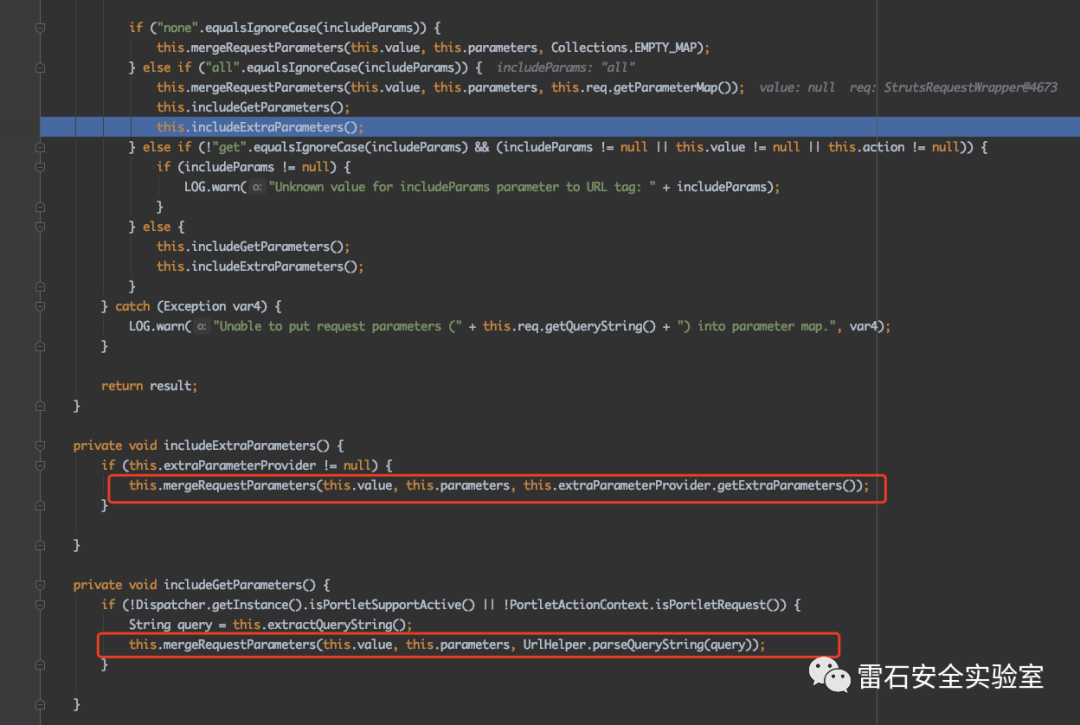 if ("none".equalsIgnoreCase(includeParams)) {
this.mergeRequestParameters(this.value, this.parameters, Collections.EMPTY_MAP);
} else if ("all".equalsIgnoreCase(includeParams)) { includeParams: "all"
this.mergeRequestParameters(this.value, this.parameters, this.req.getParameterMap()); value: null req: StrutsRequestWrapper@4673
this.includeGetParameters();
this.includeExtraParameters();
} else if (!"get".equalsIgnoreCase(includeParams) && (includeParams != null || this.value != null || this.action != null)) {
if (includeParams != null) {
LOG.warn( o: "Unknown value for includeParams parameter to URL tag: " + includeParams);
}
} else {
this.includeGetParameters();
this.includeExtraParameters();
}
} catch (Exception var4) {
LOG.warn( o: "Unable to put request parameters (" + this.req.getQueryString() + ") into parameter map.", var4);
}
return result;
}
private void includeExtraParameters() {
if (this.extraParameterProvider != null) {
this.mergeRequestParameters(this.value, this.parameters, this.extraParameterProvider.getExtraParameters());
}
}
private void includeGetParameters() {
if (!Dispatcher.getInstance().isPortletSupportActive() || !PortletActionContext.isPortletRequest()) {
String query = this.extractQueryString();
this.mergeRequestParameters(this.value, this.parameters, UrlHelper.parseQueryString(query));
}
}
雷石安全实验室